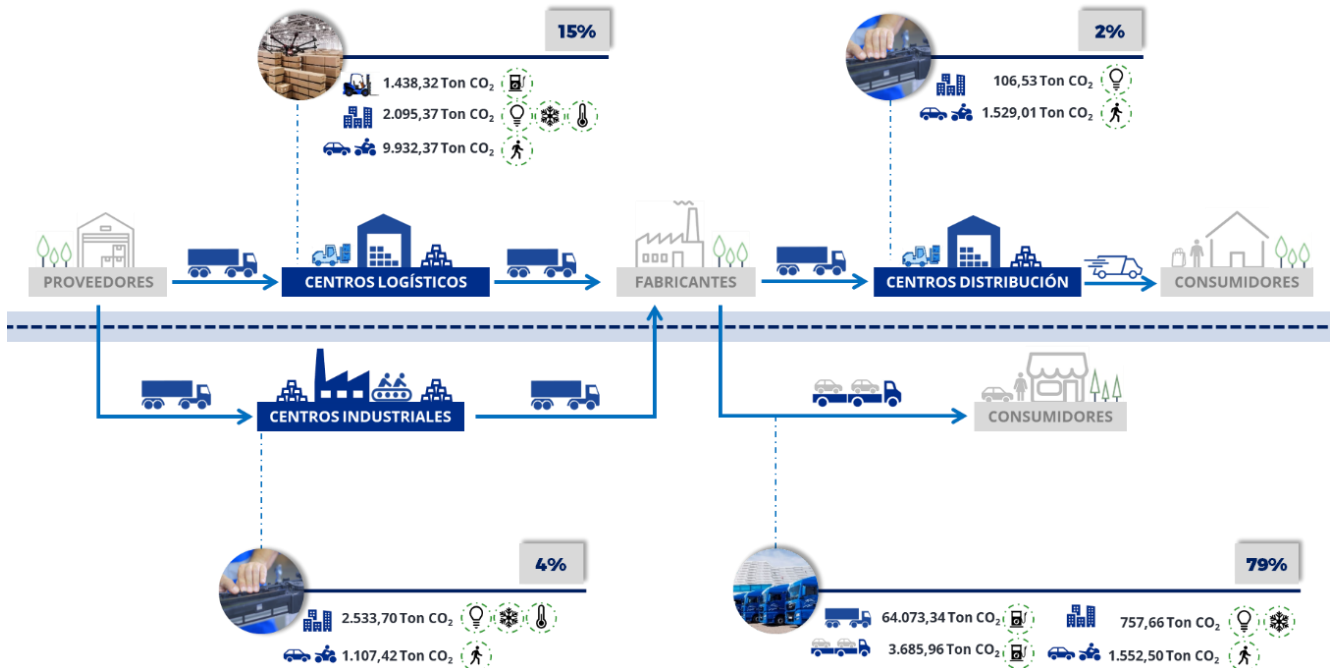 15%
1.438,32 Ton CO₂
2.095,37 Ton CO₂
9.932,37 Ton CO₂
2%
106,53 Ton CO₂
1.529,01 Ton CO₂
PROVEEDORES
CENTROS LOGÍSTICOS
FABRICANTES
CENTROS DISTRIBUCIÓN
CONSUMIDORES
CENTROS INDUSTRIALES
CONSUMIDORES
4%
2.533,70 Ton CO₂
1.107,42 Ton CO₂
79%
64.073,34 Ton CO₂
757,66 Ton CO₂
3.685,96 Ton CO₂
1.552,50 Ton CO₂